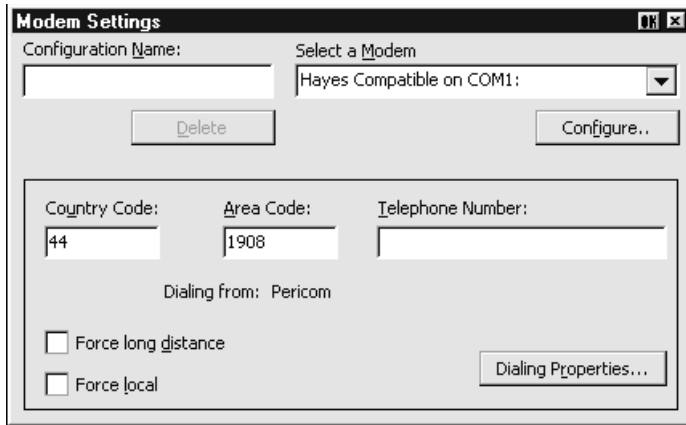 Modem Settings OK
Configuration Name:
Select a Modem
Hayes Compatible on COM1:
Delete
Configure..
Country Code:
Area Code:
Telephone Number:
44
1908
Dialing from: Pericom
Force long distance
Dialing Properties...
Force local